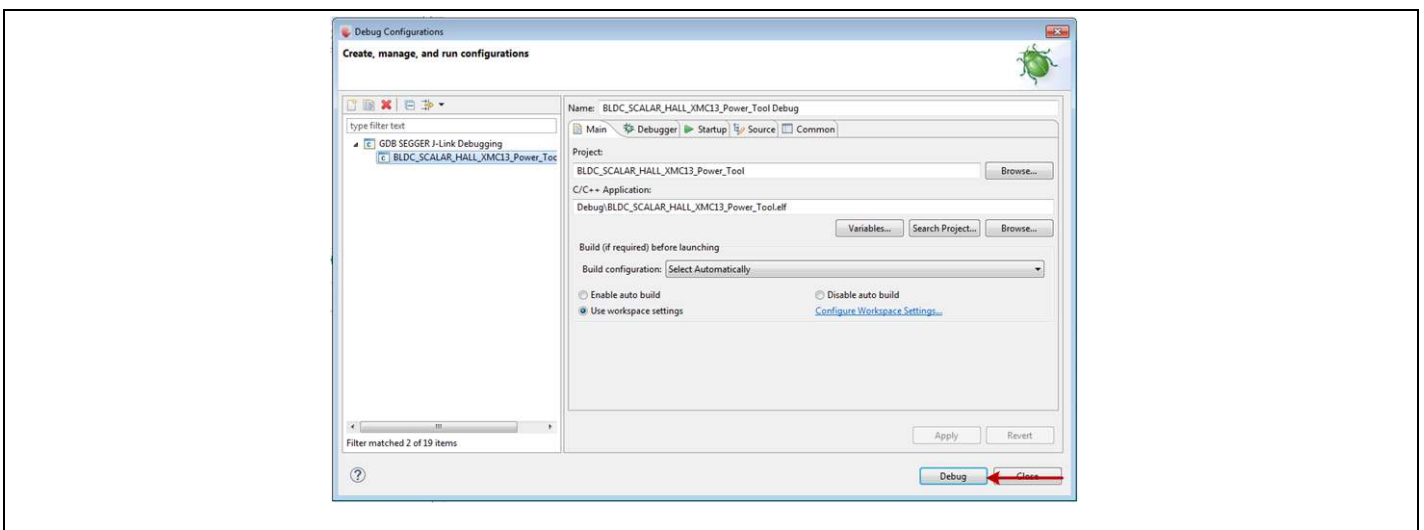 Debug Configurations
Create, manage, and run configurations
type filter text
GDB SEGGER J-Link Debugging
BLDC_SCALAR_HALL_XMC13_Power_Toc
Filter matched 2 of 19 items
Name: BLDC_SCALAR_HALL_XMC13_Power_Tool Debug
Main Debugger Startup Source Common
Project:
BLDC_SCALAR_HALL_XMC13_Power_Tool Browse...
C/C++ Application:
Debug\BLDC_SCALAR_HALL_XMC13_Power_Tool.elf
Variables... Search Project... Browse...
Build (if required) before launching
Build configuration: Select Automatically
Enable auto build Disable auto build
Use workspace settings Configure Workspace Settings...
Apply Revert
Debug Close